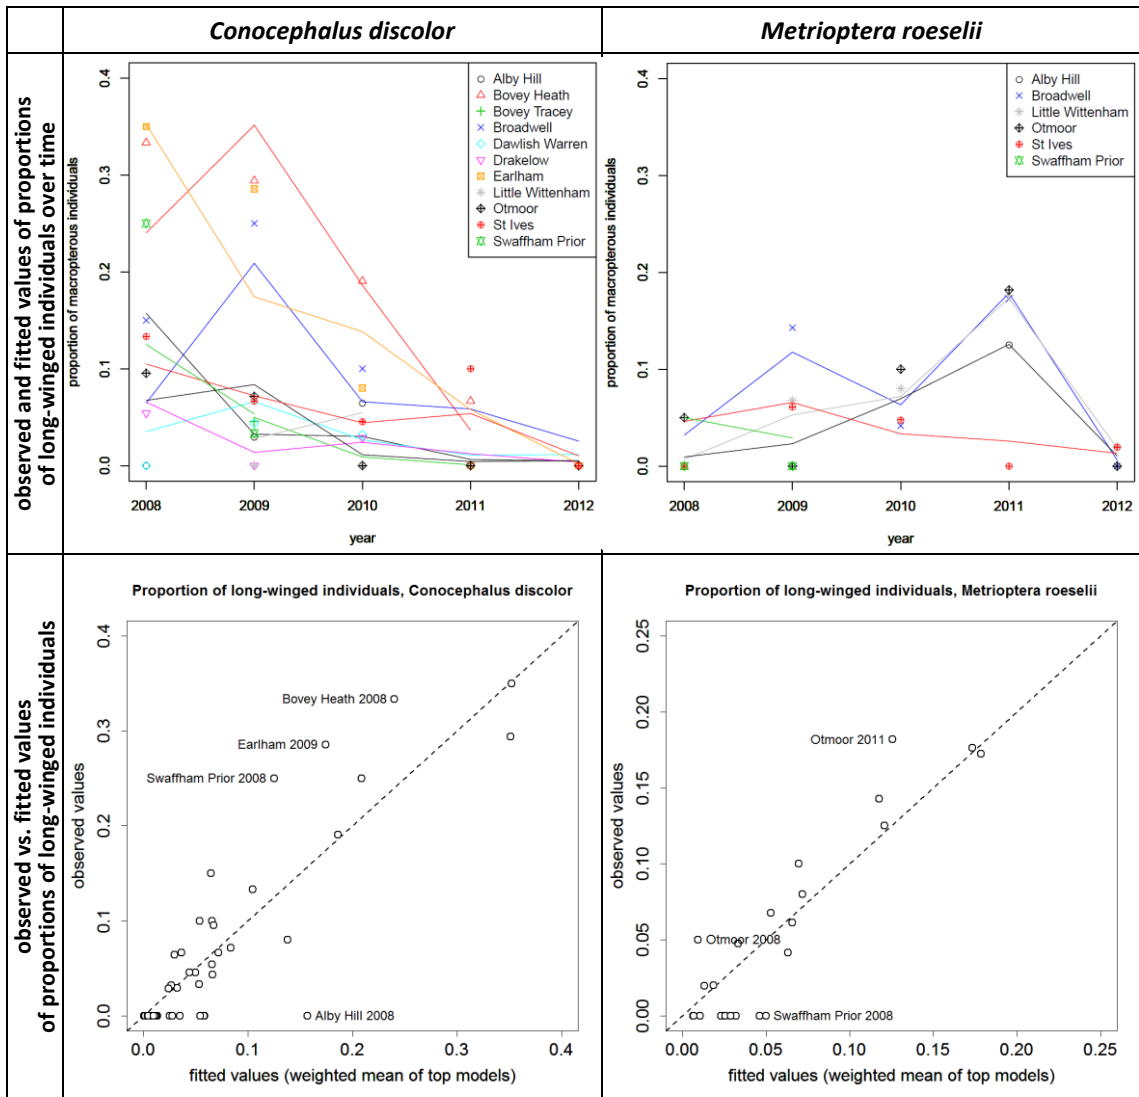 Conocephalus discolor
Metrioptera roeselii
observed and fitted values of proportions
of long-winged individuals over time
proportion of macropterous individuals
0.4
0.3
0.2
0.1
0.0
2008
2009
2010
2011
2012
year
Alby Hill
Bovey Heath
Bovey Tracey
Broadwell
Dawlish Warren
Drakelow
Earlham
Little Wittenham
Otmoor
St Ives
Swaffham Prior
proportion of macropterous individuals
0.4
0.3
0.2
0.1
0.0
2008
2009
2010
2011
2012
year
Alby Hill
Broadwell
Little Wittenham
Otmoor
St Ives
Swaffham Prior
observed vs. fitted values
of proportions of long-winged individuals
Proportion of long-winged individuals, Conocephalus discolor
observed values
0.4
0.3
0.2
0.1
0.0
Bovey Heath 2008
Earlham 2009
Swaffham Prior 2008
Alby Hill 2008
0.0
0.1
0.2
0.3
0.4
fitted values (weighted mean of top models)
Proportion of long-winged individuals, Metrioptera roeselii
observed values
0.25
0.20
0.15
0.10
0.05
0.00
Otmoor 2011
Otmoor 2008
Swaffham Prior 2008
0.00
0.05
0.10
0.15
0.20
0.25
fitted values (weighted mean of top models)